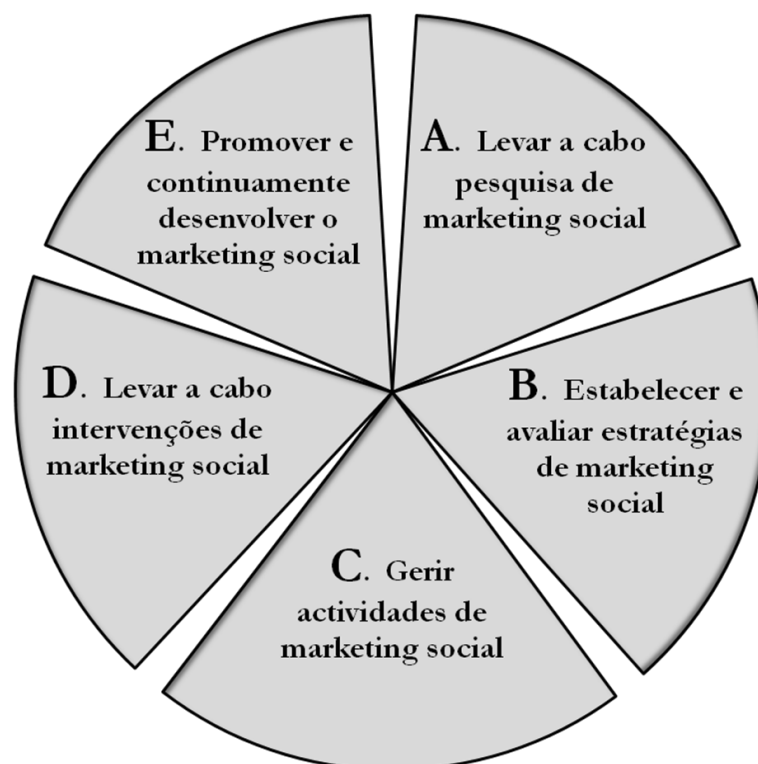 A. Levar a cabo
pesquisa de
marketing social
B. Estabelecer e
avaliar estratégias
de marketing
social
C. Gerir
actividades de
marketing social
D. Levar a cabo
intervenções de
marketing social
E. Promover e
continuamente
desenvolver o
marketing social